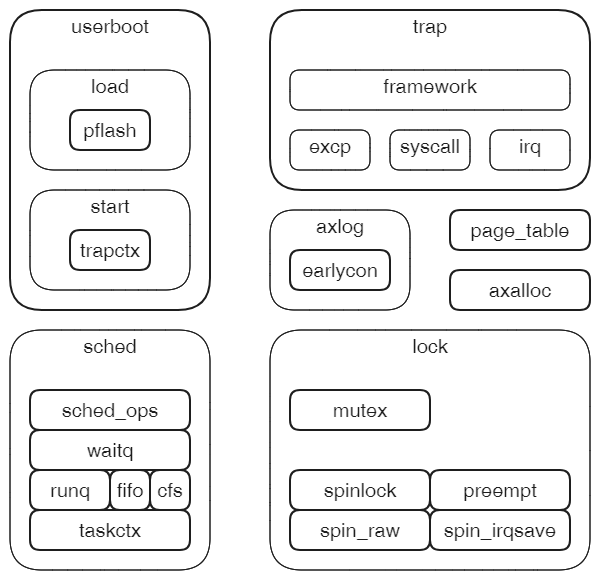 userboot
load
pflash
start
trapctx
trap
framework
excp
syscall
irq
axlog
earlycon
page_table
axalloc
sched
sched_ops
waitq
runq
fifo
cfs
taskctx
lock
mutex
spinlock
preempt
spin_raw
spin_irqsave